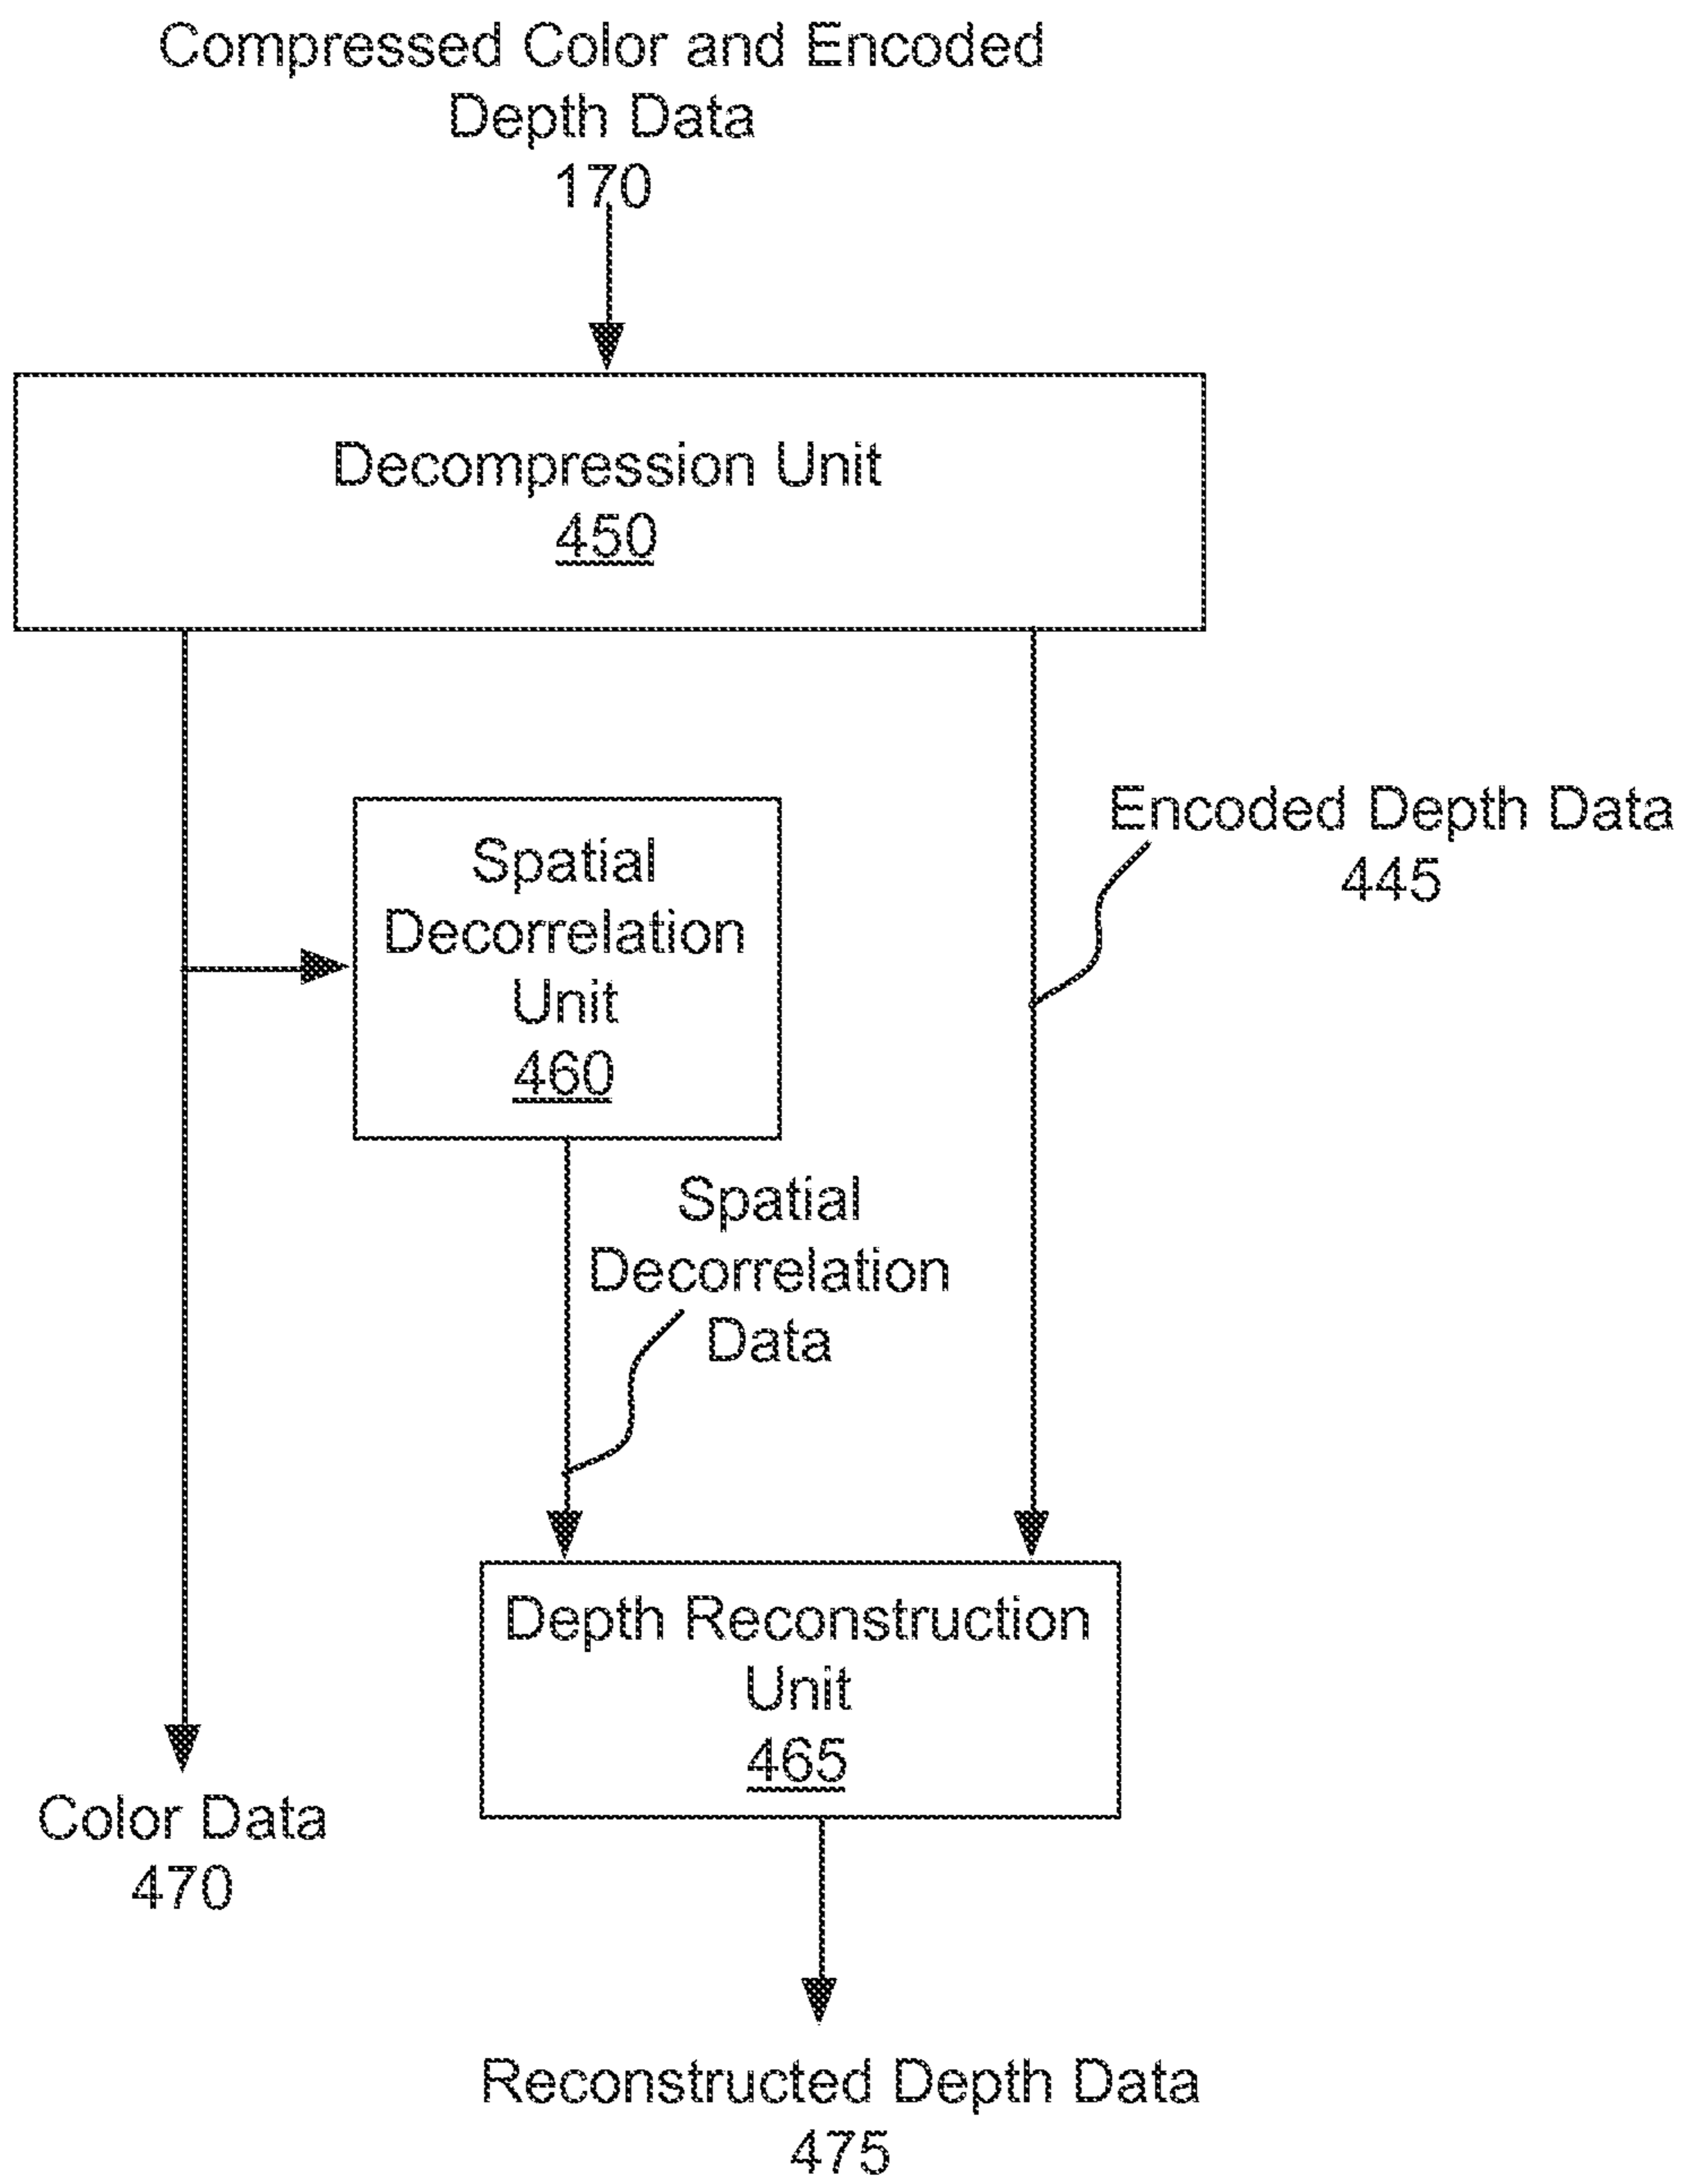 Compressed Color and Encoded
Depth Data
170
Decompression Unit
450
Encoded Depth Data
445
Spatial
Decorrelation
Unit
460
Spatial
Decorrelation
Data
Depth Reconstruction
Unit
465
Color Data
470
Reconstructed Depth Data
475